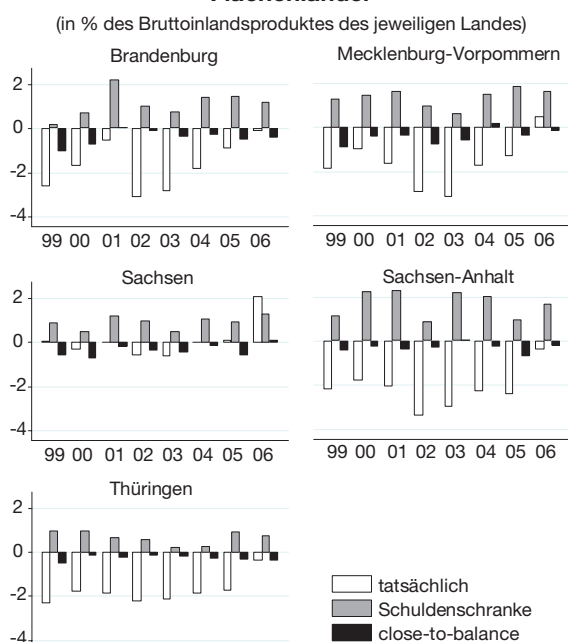 (in % des Bruttoinlandsproduktes des jeweiligen Landes)
Brandenburg
2
0
-2
-4
99 00 01 02 03 04 05 06
Mecklenburg-Vorpommern
99 00 01 02 03 04 05 06
Sachsen
2
0
-2
-4
99 00 01 02 03 04 05 06
Sachsen-Anhalt
99 00 01 02 03 04 05 06
Thüringen
2
0
-2
-4
tatsächlich
Schuldenschranke
close-to-balance